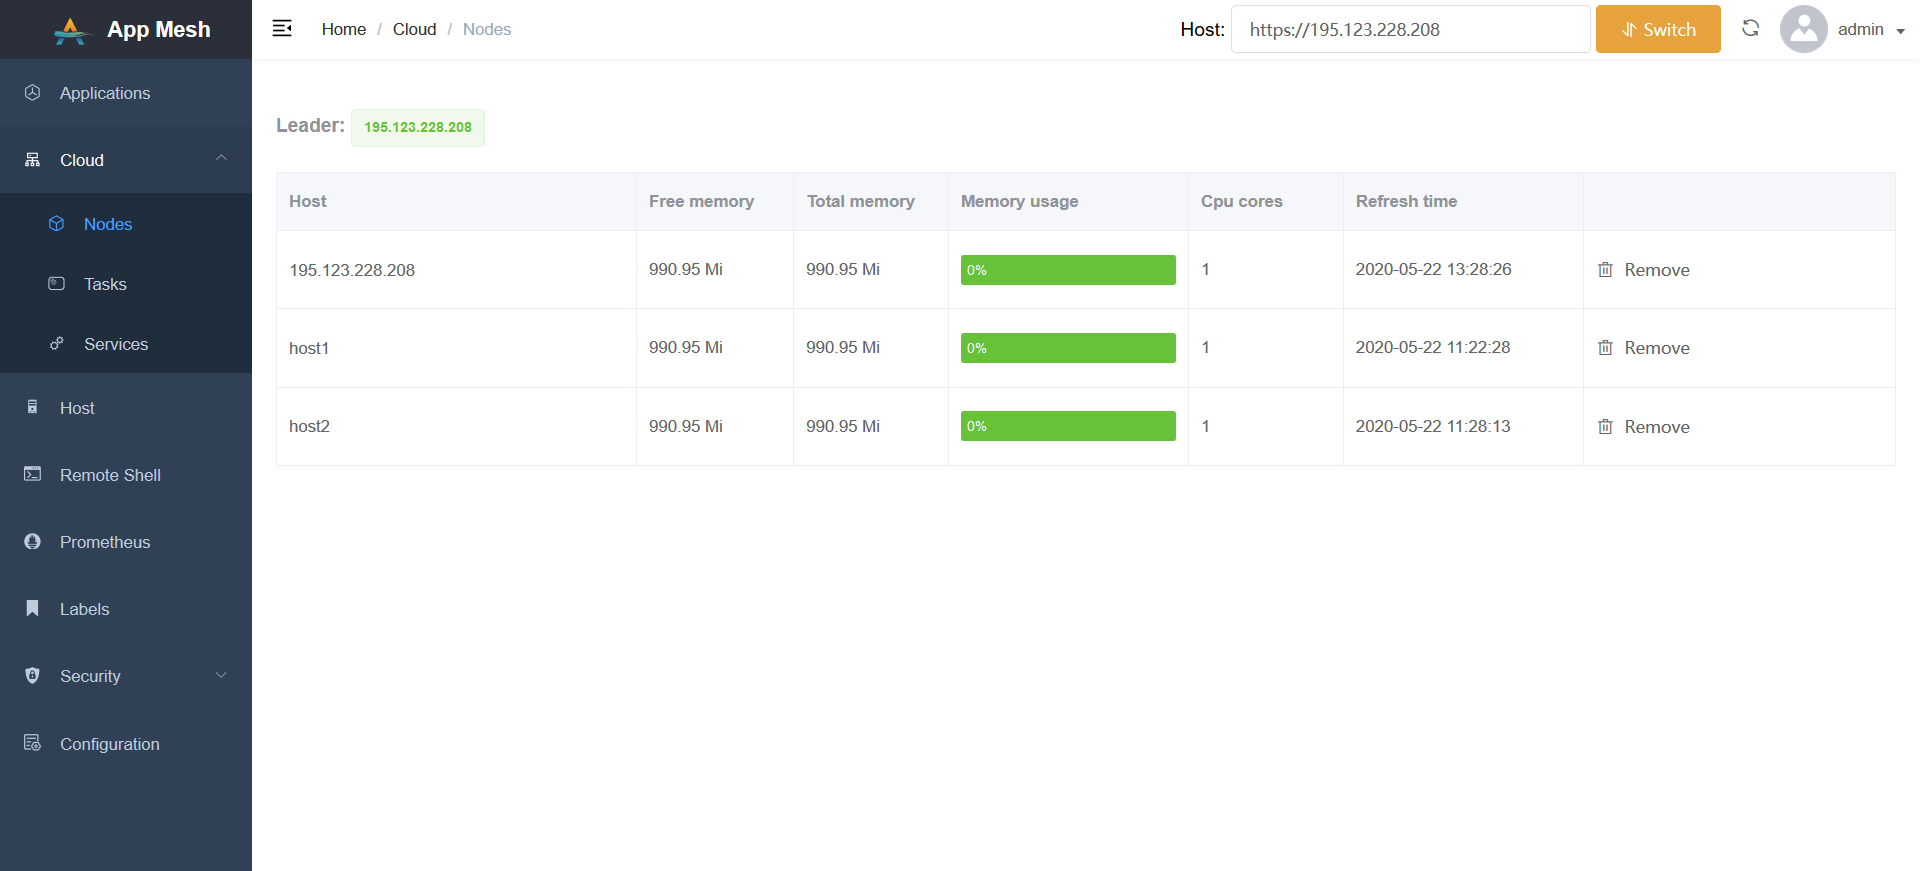 App Mesh
Home / Cloud / Nodes
Host: https://195.123.228.208 Switch admin
Applications
Cloud
Nodes
Tasks
Services
Host
Remote Shell
Prometheus
Labels
Security
Configuration
Leader: 195.123.228.208
Host Free memory Total memory Memory usage Cpu cores Refresh time
195.123.228.208 990.95 Mi 990.95 Mi 0% 1 2020-05-22 13:28:26 Remove
host1 990.95 Mi 990.95 Mi 0% 1 2020-05-22 11:22:28 Remove
host2 990.95 Mi 990.95 Mi 0% 1 2020-05-22 11:28:13 Remove